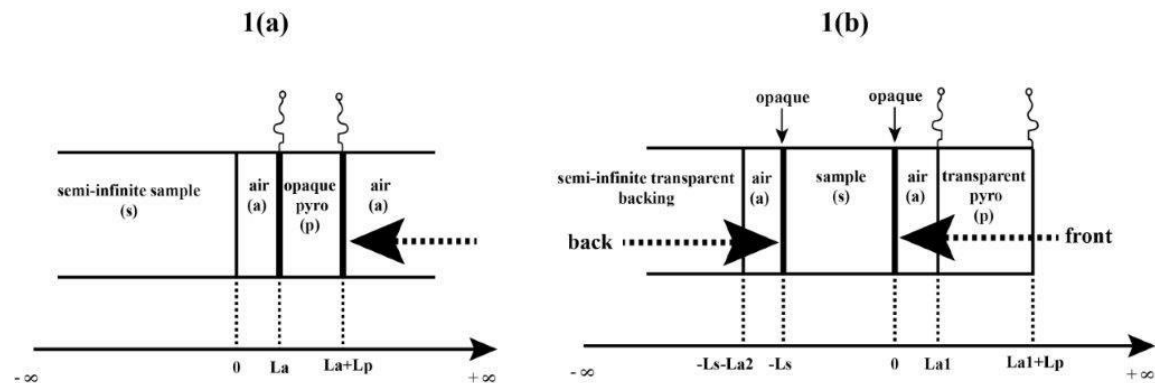 1(a)
semi-infinite sample
(s)
air
(a)
opaque
pyro
(p)
air
(a)
0
La
La+Lp
- ∞
+ ∞
1(b)
opaque
opaque
semi-infinite transparent
backing
air
(a)
sample
(s)
air
(a)
transparent
pyro
(p)
back
front
-Ls-La2
-Ls
0
La1
La1+Lp
- ∞
+ ∞